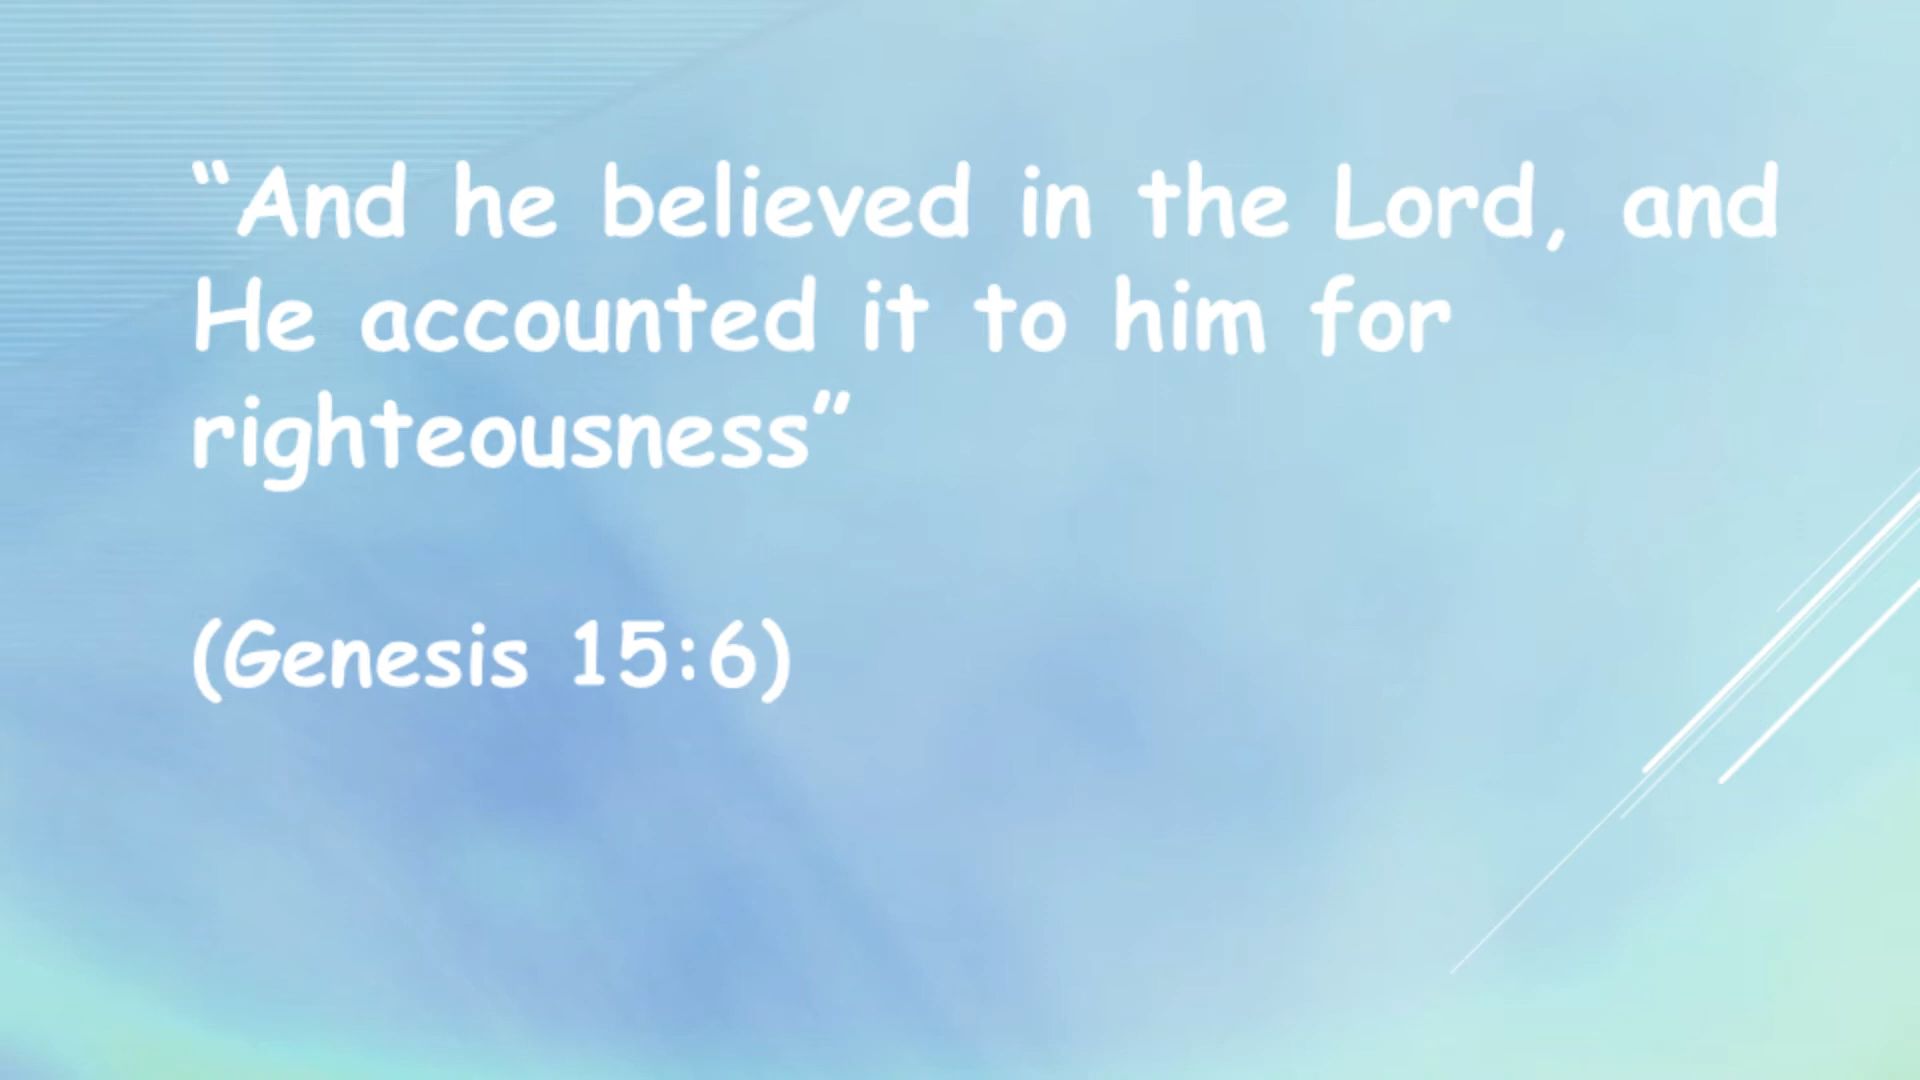 “And he believed in the Lord, and
He accounted it to him for
righteousness”
(Genesis 15:6)